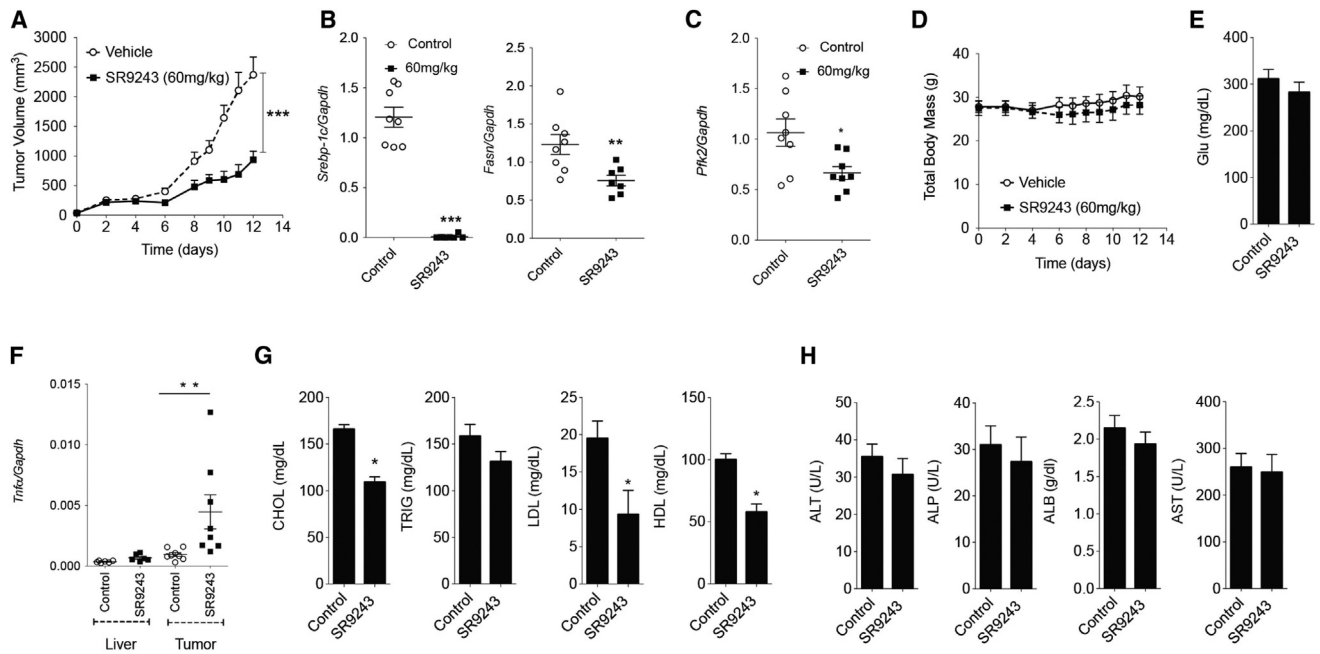 A
Tumor Volume (mm³)
3000
2500
2000
1500
1000
500
0
Vehicle
SR9243 (60mg/kg)
***
0 2 4 6 8 10 12 14
Time (days)
B
Srebp-1c/Gapdh
2.0
1.5
1.0
0.5
0.0
Control
60mg/kg
***
Control
SR9243
Fasn/Gapdh
2.5
2.0
1.5
1.0
0.5
0.0
**
Control
SR9243
C
Pfk2/Gapdh
2.0
1.5
1.0
0.5
0.0
Control
60mg/kg
*
Control
SR9243
D
Total Body Mass (g)
40
30
20
10
0
Vehicle
SR9243 (60mg/kg)
0 2 4 6 8 10 12 14
Time (days)
E
Glu (mg/dL)
400
300
200
100
0
Control
SR9243
F
Tnfα/Gapdh
0.015
0.010
0.005
0.000
* *
Control
SR9243
Control
SR9243
Liver
Tumor
G
CHOL (mg/dL
200
150
100
50
0
*
Control
SR9243
TRIG (mg/dL)
200
150
100
50
0
Control
SR9243
LDL (mg/dL)
25
20
15
10
5
0
*
Control
SR9243
HDL (mg/dL)
200
150
100
50
0
*
Control
SR9243
H
ALT (U/L)
50
40
30
20
10
0
Control
SR9243
ALP (U/L)
40
30
20
10
0
Control
SR9243
ALB (g/dl)
2.5
2.0
1.5
1.0
0.5
0.0
Control
SR9243
AST (U/L)
400
300
200
100
0
Control
SR9243